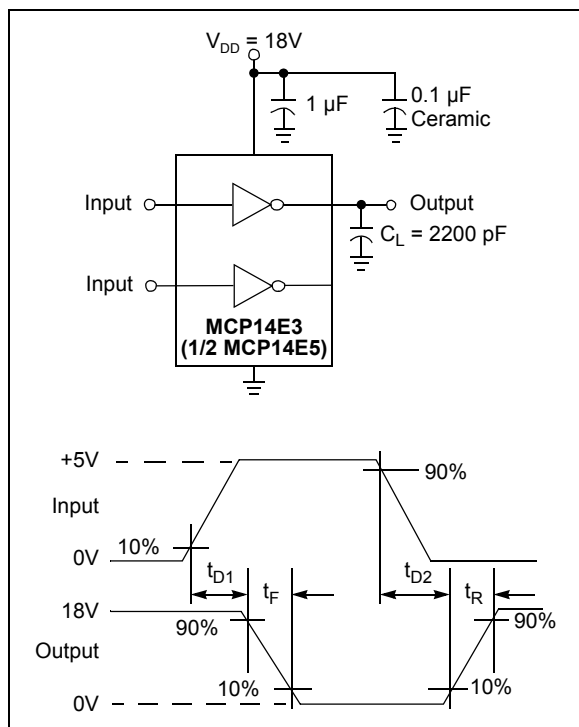 V_DD = 18V
1 µF
0.1 µF
Ceramic
Input
Output
C_L = 2200 pF
Input
MCP14E3
(1/2 MCP14E5)
+5V
Input
90%
10%
0V
t_D1
t_F
t_D2
t_R
18V
90%
90%
Output
10%
10%
0V